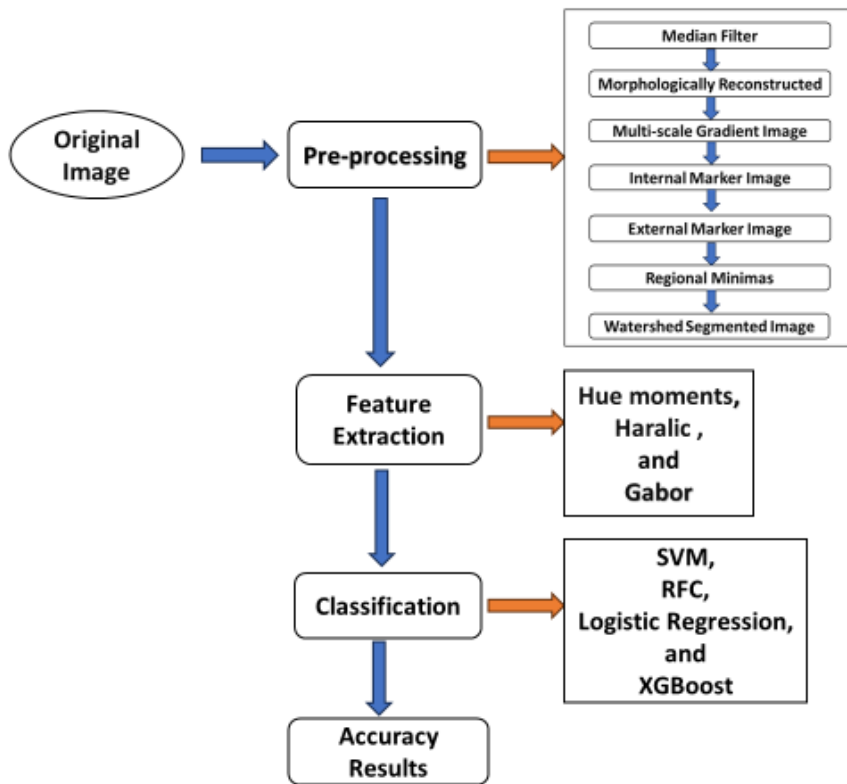 Original
Image
Pre-processing
Median Filter
Morphologically Reconstructed
Multi-scale Gradient Image
Internal Marker Image
External Marker Image
Regional Minimas
Watershed Segmented Image
Feature
Extraction
Hue moments,
Haralic ,
and
Gabor
Classification
SVM,
RFC,
Logistic Regression,
and
XGBoost
Accuracy
Results